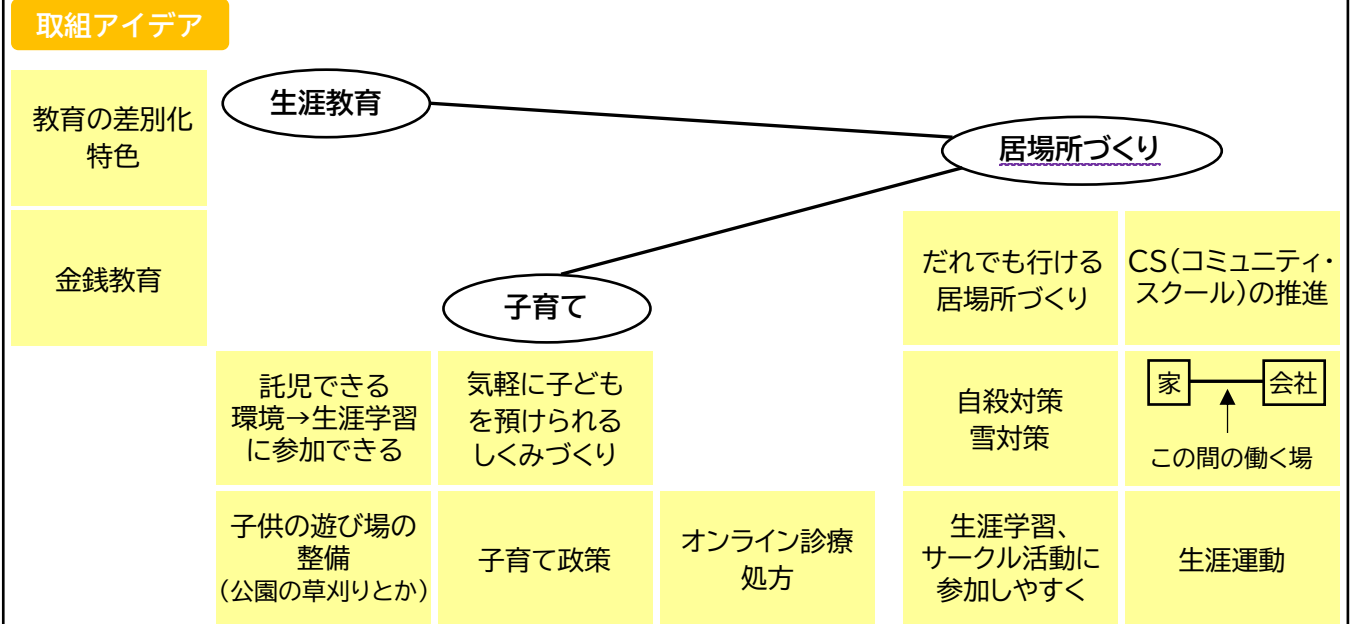 取組アイデア
生涯教育
居場所づくり
子育て
教育の差別化
特色
金銭教育
だれでも行ける
居場所づくり
CS(コミュニティ・
スクール)の推進
託児できる
環境→生涯学習
に参加できる
気軽に子ども
を預けられる
しくみづくり
自殺対策
雪対策
家
会社
この間の働く場
子供の遊び場の
整備
(公園の草刈りとか)
子育て政策
オンライン診療
処方
生涯学習、
サークル活動に
参加しやすく
生涯運動